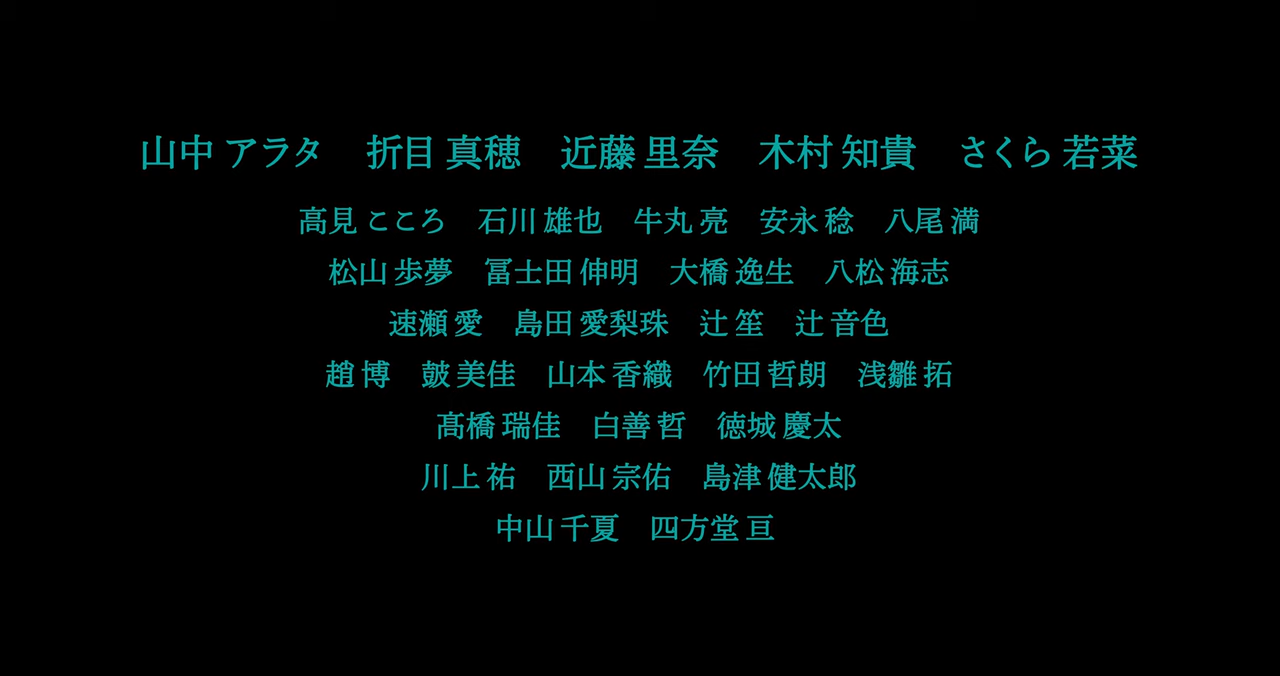 山中 アラタ　折目 真穂　近藤 里奈　木村 知貴　さくら 若菜
高見 こころ　石川 雄也　牛丸 亮　安永 稔　八尾 満
松山 歩夢　冨士田 伸明　大橋 逸生　八松 海志
速瀬 愛　島田 愛梨珠　辻 笙　辻 音色
趙 博　皷 美佳　山本 香織　竹田 哲朗　浅雛 拓
髙橋 瑞佳　白善 哲　徳城 慶太
川上 祐　西山 宗佑　島津 健太郎
中山 千夏　四方堂 亘